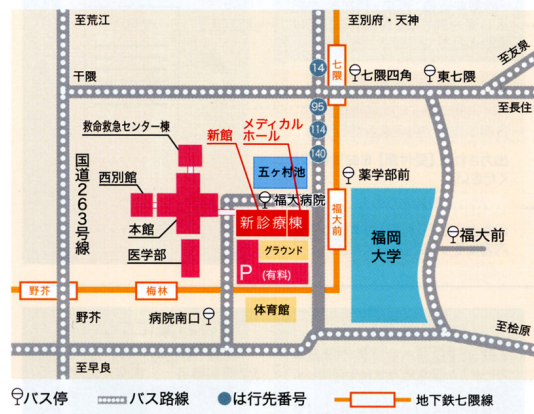 至荒江
至別府・天神
至友泉
干隈
14
七隈
七隈四角
東七隈
至長住
95
114
140
救命救急センター棟
新館
メディカル
ホール
国道263号線
西別館
五ヶ村池
福大病院
薬学部前
本館
新診療棟
福大前
福岡
大学
福大前
医学部
グラウンド
P
(有料)
野芥
梅林
体育館
野芥
病院南口
至桧原
至早良
バス停
バス路線
は行先番号
地下鉄七隈線